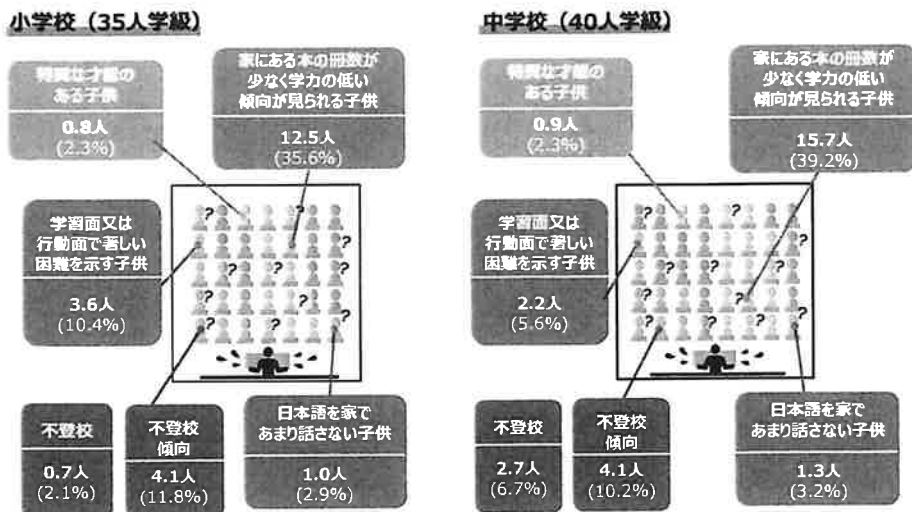 小学校（35人学級）
特異な才能の
ある子供
0.8人
(2.3%)
家にある本の冊数が
少なく学力の低い
傾向が見られる子供
12.5人
(35.6%)
学習面又は
行動面で著しい
困難を示す子供
3.6人
(10.4%)
不登校
0.7人
(2.1%)
不登校
傾向
4.1人
(11.8%)
日本語を家で
あまり話さない子供
1.0人
(2.9%)
中学校（40人学級）
特異な才能の
ある子供
0.9人
(2.3%)
家にある本の冊数が
少なく学力の低い
傾向が見られる子供
15.7人
(39.2%)
学習面又は
行動面で著しい
困難を示す子供
2.2人
(5.6%)
不登校
2.7人
(6.7%)
不登校
傾向
4.1人
(10.2%)
日本語を家で
あまり話さない子供
1.3人
(3.2%)